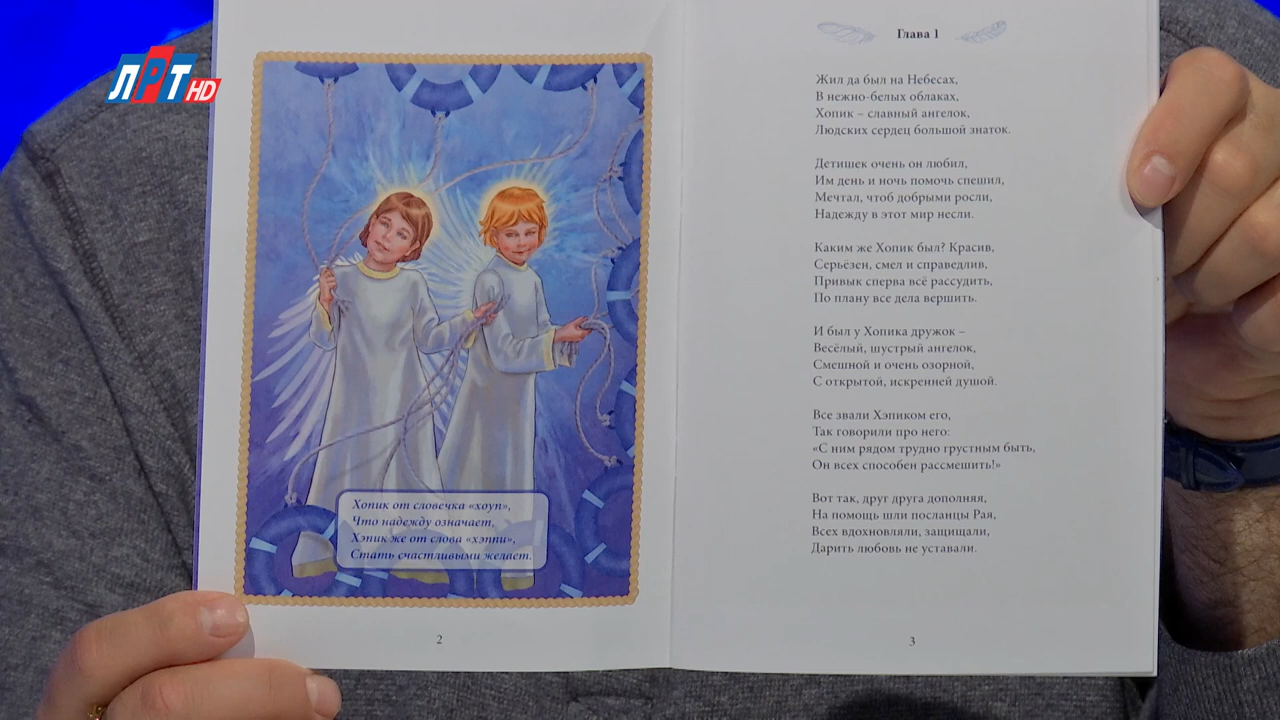 ЛРТ HD
Хопик от словечка «хоуп»,
Что надежду означает,
Хэпик же от слова «хэппи»,
Стать счастливыми желает.
2
Глава 1
Жил да был на Небесах,
В нежно-белых облаках,
Хопик – славный ангелок,
Людских сердец большой знаток.
Детишек очень он любил,
Им день и ночь помочь спешил,
Мечтал, чтоб добрыми росли,
Надежду в этот мир несли.
Каким же Хопик был? Красив,
Серьёзен, смел и справедлив,
Привык сперва всё рассудить,
По плану все дела вершить.
И был у Хопика дружок –
Весёлый, шустрый ангелок,
Смешной и очень озорной,
С открытой, искренней душой.
Все звали Хэпиком его,
Так говорили про него:
«С ним рядом трудно грустным быть,
Он всех способен рассмешить!»
Вот так, друг друга дополняя,
На помощь шли посланцы Рая,
Всех вдохновляли, защищали,
Дарить любовь не уставали.
3